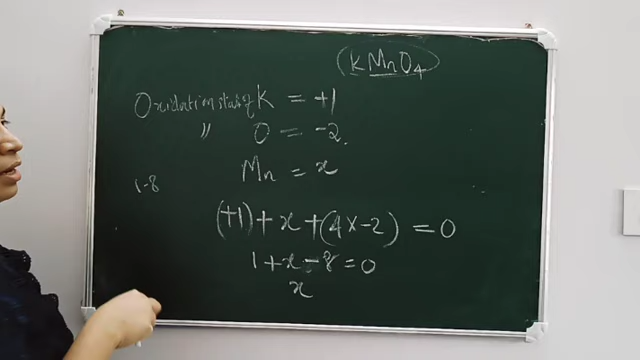 (KMnO4)
Oxidation state of K = +1
" O = -2.
Mn = x
1-8
(+1) + x + (4 x -2) = 0
1 + x - 8 = 0
x